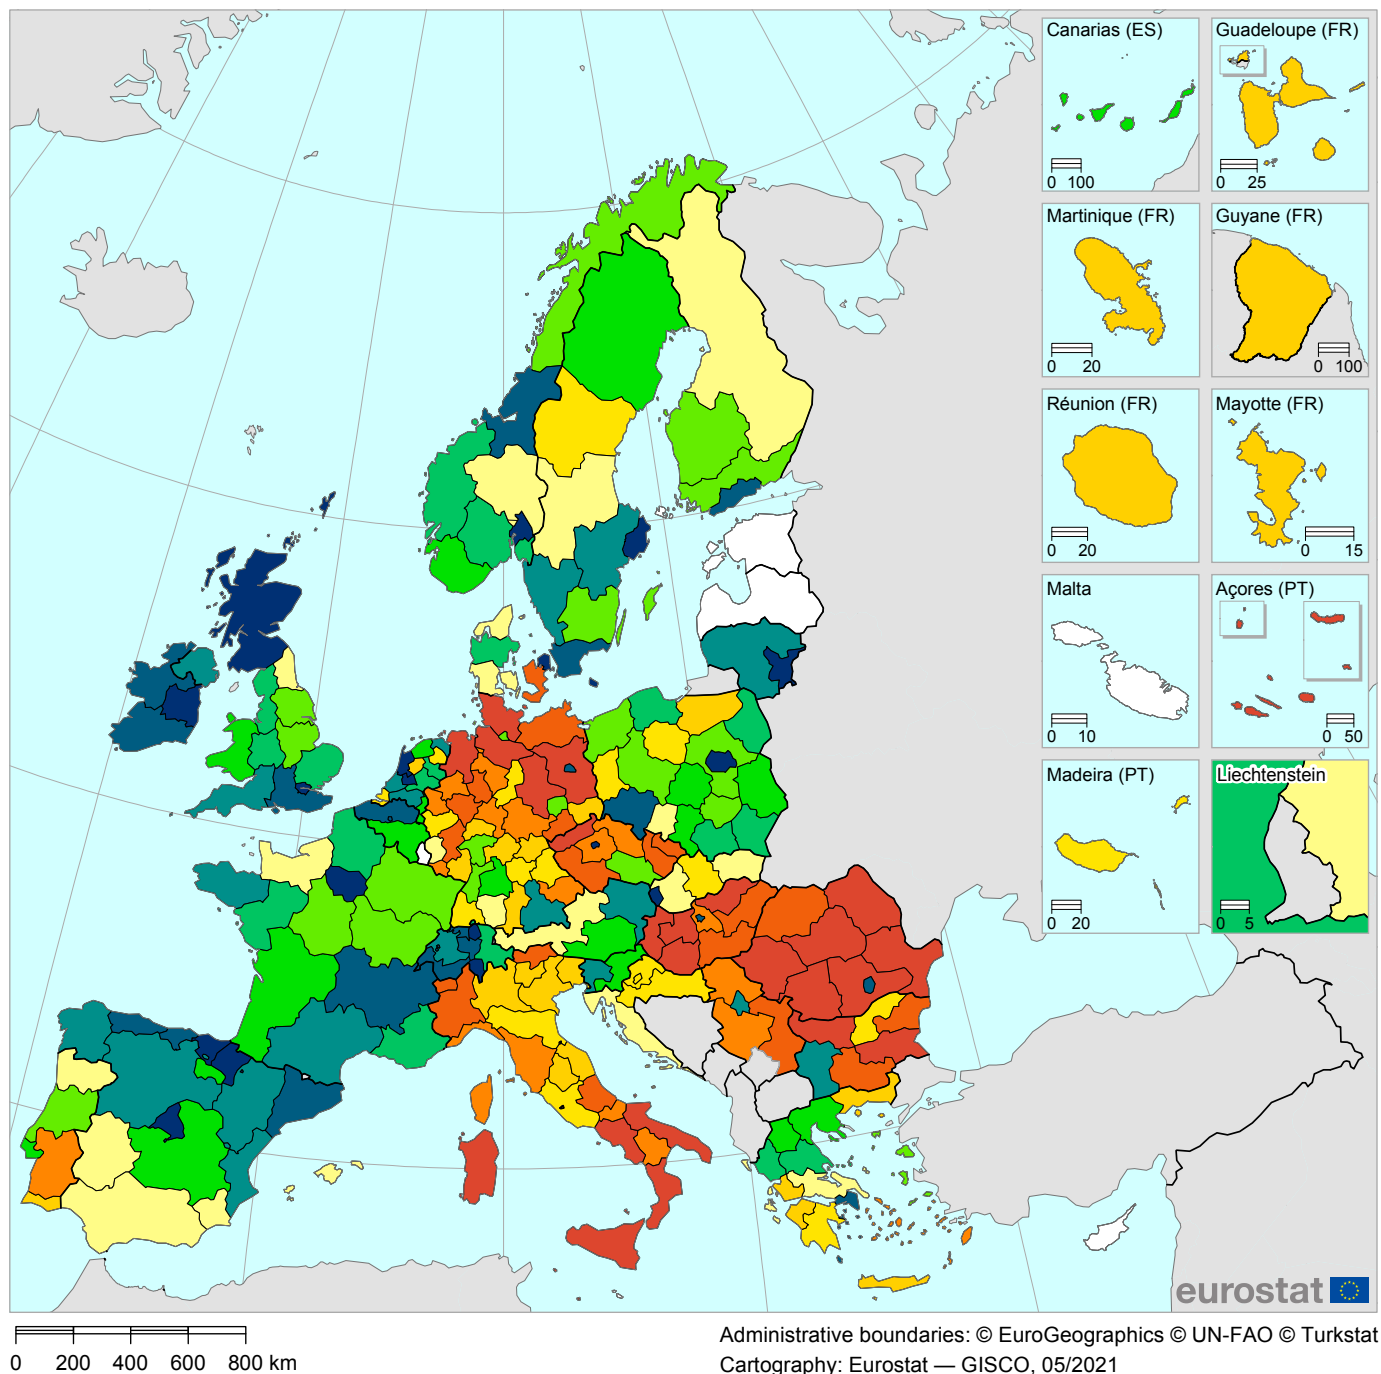 Canarias (ES)
0 100
Guadeloupe (FR)
0 25
Martinique (FR)
0 20
Guyane (FR)
0 100
Réunion (FR)
0 20
Mayotte (FR)
0 15
Malta
0 10
Açores (PT)
0 50
Madeira (PT)
0 20
Liechtenstein
0 5
eurostat
0 200 400 600 800 km
Administrative boundaries: © EuroGeographics © UN-FAO © Turkstat
Cartography: Eurostat — GISCO, 05/2021